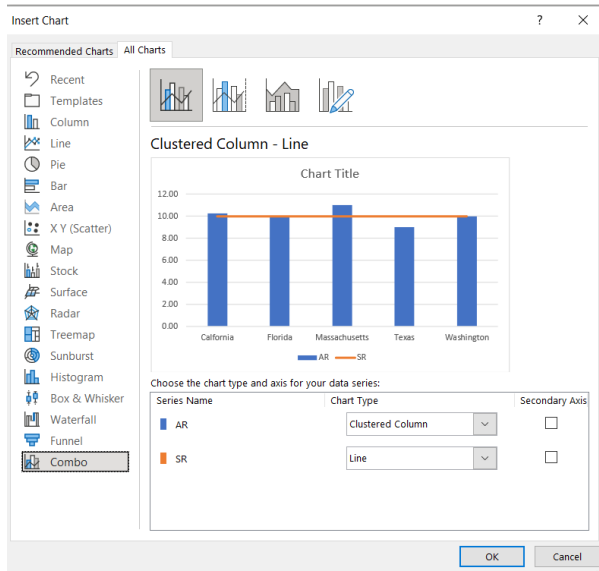 Insert Chart ? ×
Recommended Charts All Charts
Recent
Templates
Column
Line
Pie
Bar
Area
X Y (Scatter)
Map
Stock
Surface
Radar
Treemap
Sunburst
Histogram
Box & Whisker
Waterfall
Funnel
Combo
Clustered Column - Line
Chart Title
12.00
10.00
8.00
6.00
4.00
2.00
0.00
Calfornia Florida Massachusetts Texas Washington
AR SR
Choose the chart type and axis for your data series:
Series Name Chart Type Secondary Axis
AR Clustered Column
SR Line
OK Cancel